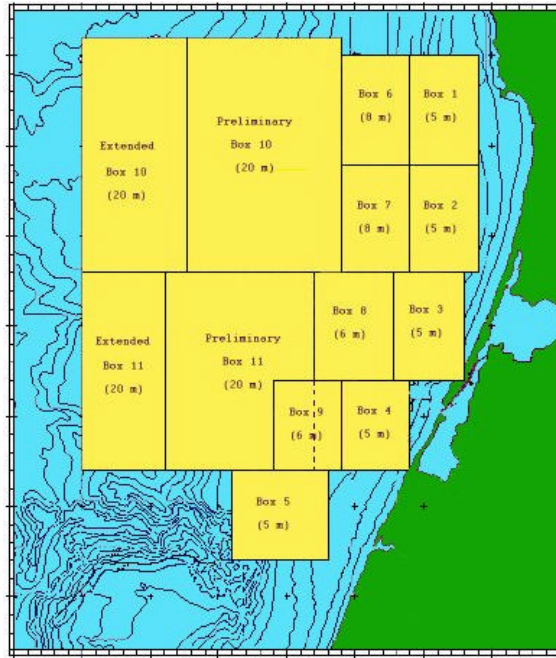 Box 6
(8 m)
Box 1
(5 m)
Extended
Box 10
(20 m)
Preliminary
Box 10
(20 m)
Box 7
(8 m)
Box 2
(5 m)
Extended
Box 11
(20 m)
Preliminary
Box 11
(20 m)
Box 8
(6 m)
Box 3
(5 m)
Box 9
(6 m)
Box 4
(5 m)
Box 5
(5 m)